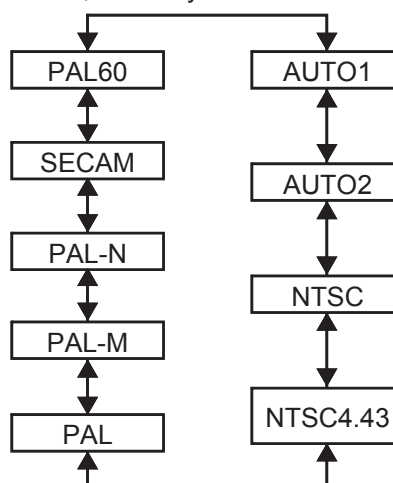 PAL60
AUTO1
SECAM
AUTO2
PAL-N
NTSC
PAL-M
NTSC4.43
PAL